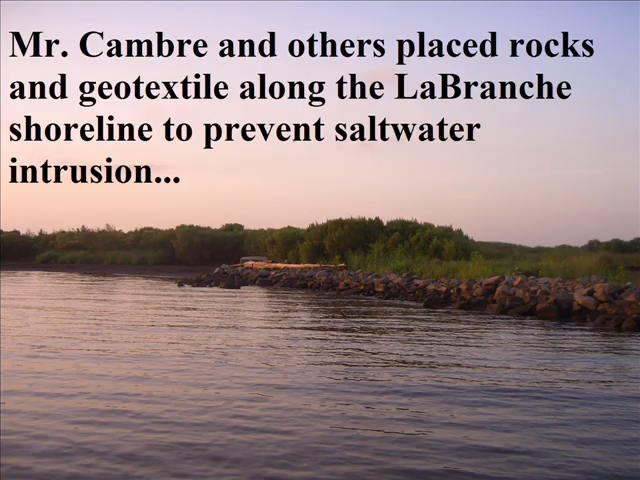 Mr. Cambre and others placed rocks
and geotextile along the LaBranche
shoreline to prevent saltwater
intrusion...